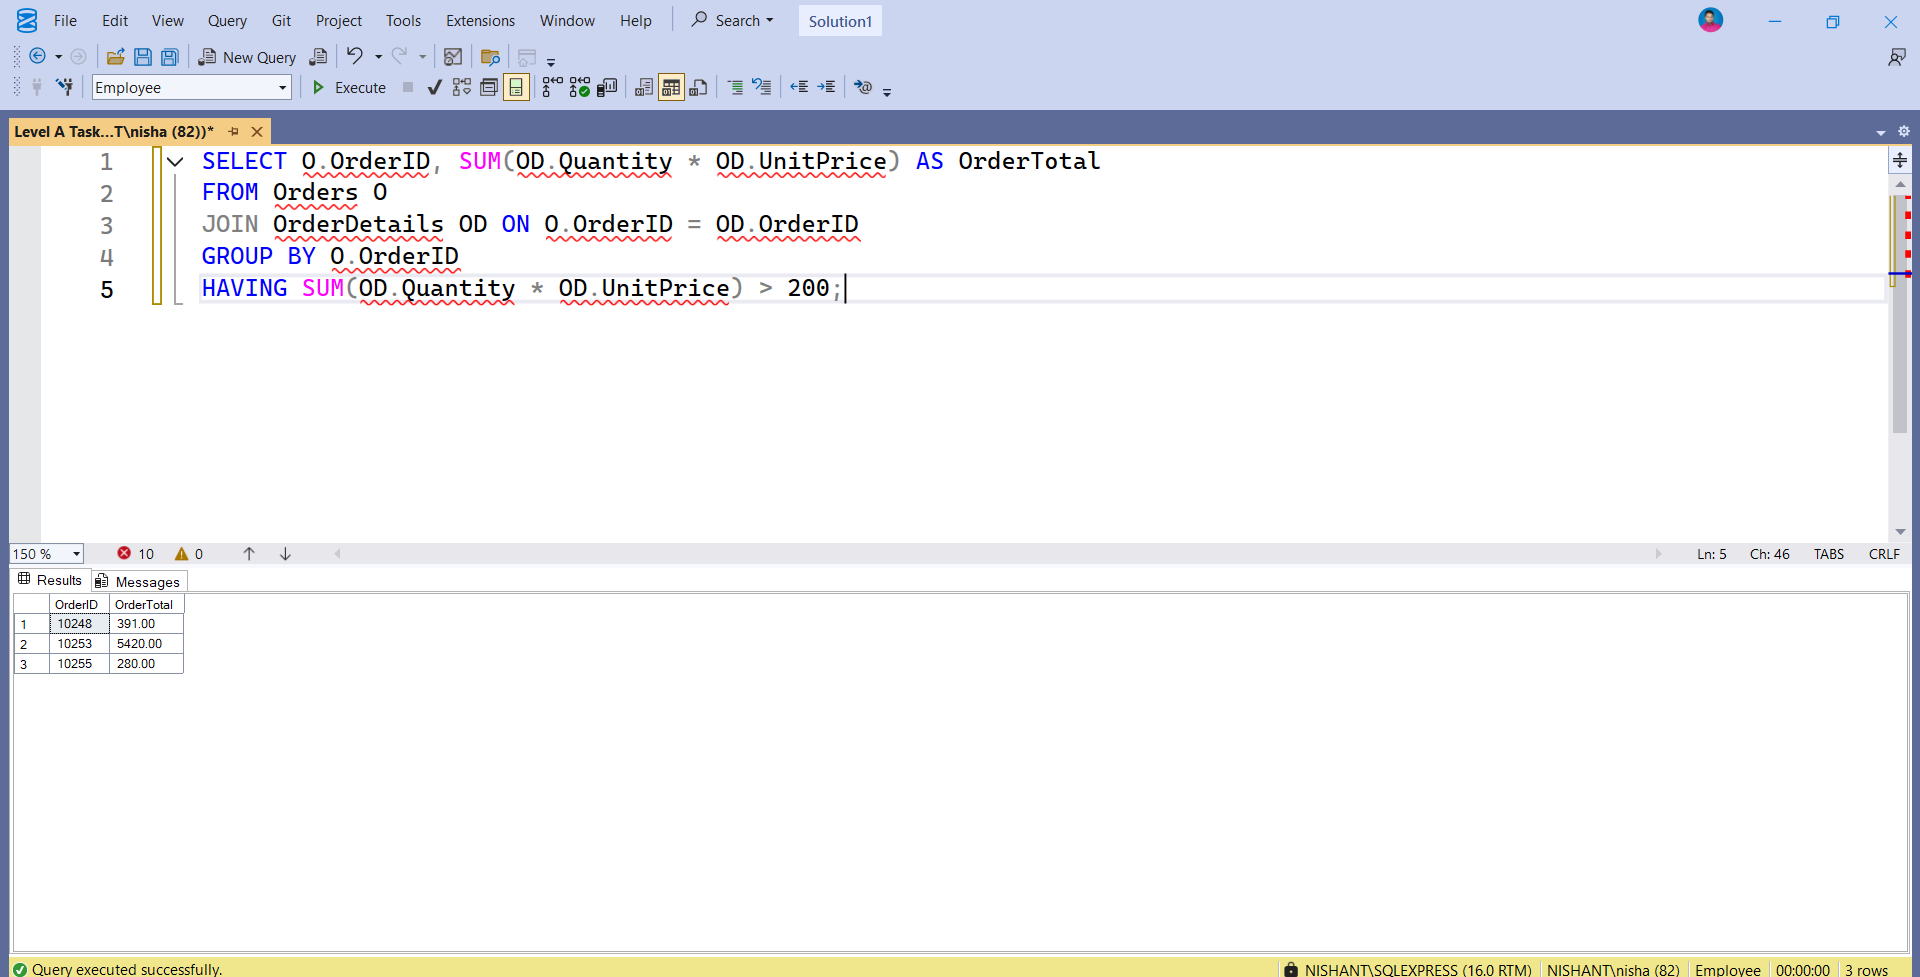 File Edit View Query Git Project Tools Extensions Window Help Search Solution1
New Query
Employee Execute
Level A Task...T\nisha (82))*
1 SELECT O.OrderID, SUM(OD.Quantity * OD.UnitPrice) AS OrderTotal
2 FROM Orders O
3 JOIN OrderDetails OD ON O.OrderID = OD.OrderID
4 GROUP BY O.OrderID
5 HAVING SUM(OD.Quantity * OD.UnitPrice) > 200;
150 % 10 0 Ln: 5 Ch: 46 TABS CRLF
Results Messages
OrderID OrderTotal
1 10248 391.00
2 10253 5420.00
3 10255 280.00
Query executed successfully. NISHANT\SQLEXPRESS (16.0 RTM) NISHANT\nisha (82) Employee 00:00:00 3 rows